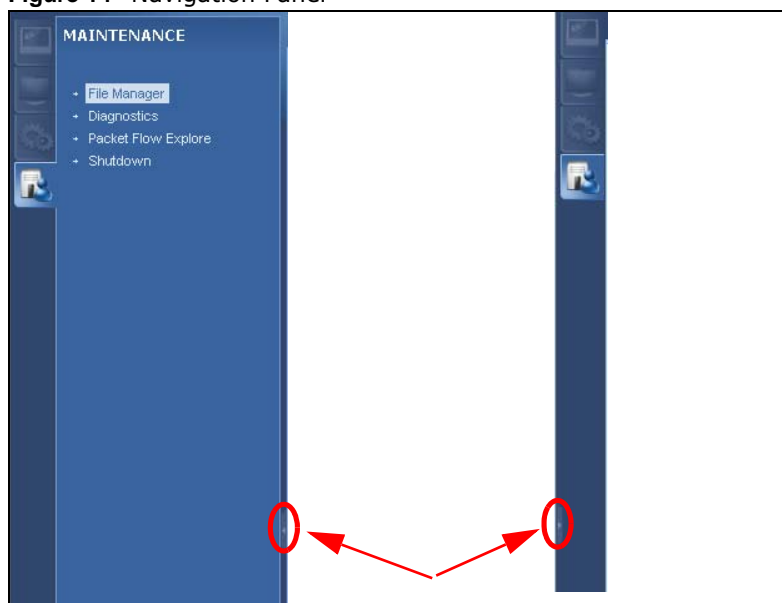 Navigation Panel
MAINTENANCE
File Manager
Diagnostics
Packet Flow Explore
Shutdown